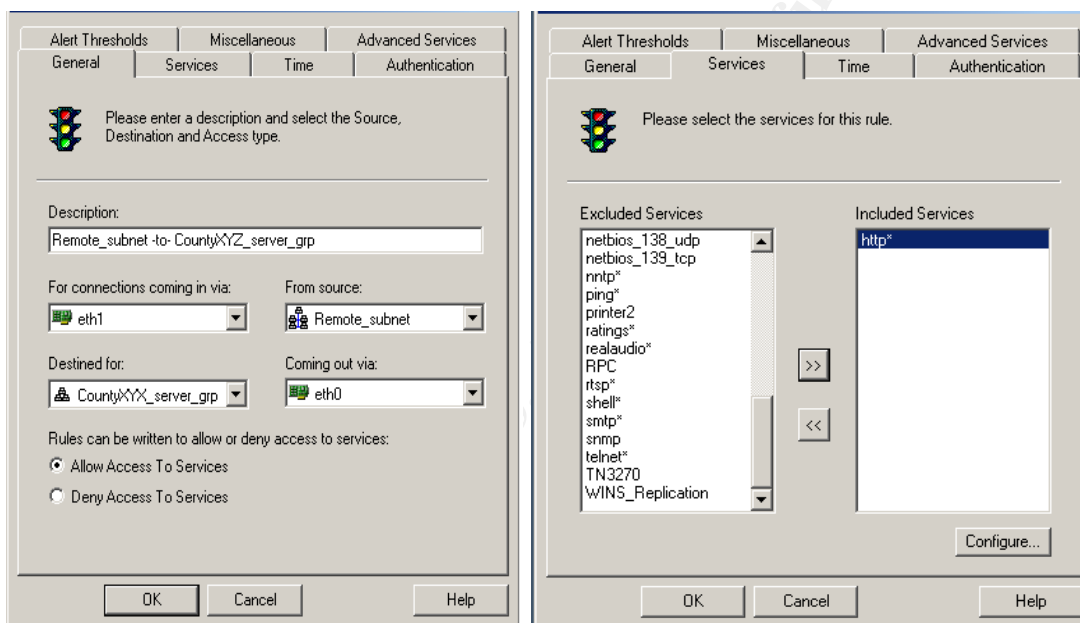 Alert Thresholds Miscellaneous Advanced Services
General Services Time Authentication
Please enter a description and select the Source,
Destination and Access type.
Description:
Remote_subnet -to- CountyXYZ_server_grp
For connections coming in via: From source:
eth1 Remote_subnet
Destined for: Coming out via:
CountyXYX_server_grp eth0
Rules can be written to allow or deny access to services:
Allow Access To Services
Deny Access To Services
OK Cancel Help
Alert Thresholds Miscellaneous Advanced Services
General Services Time Authentication
Please select the services for this rule.
Excluded Services Included Services
netbios_138_udp http*
netbios_139_tcp
nntp*
ping*
printer2
ratings*
realaudio*
RPC
rtsp*
>>
shell*
smtp*
<<
snmp
telnet*
TN3270
WINS_Replication
Configure...
OK Cancel Help